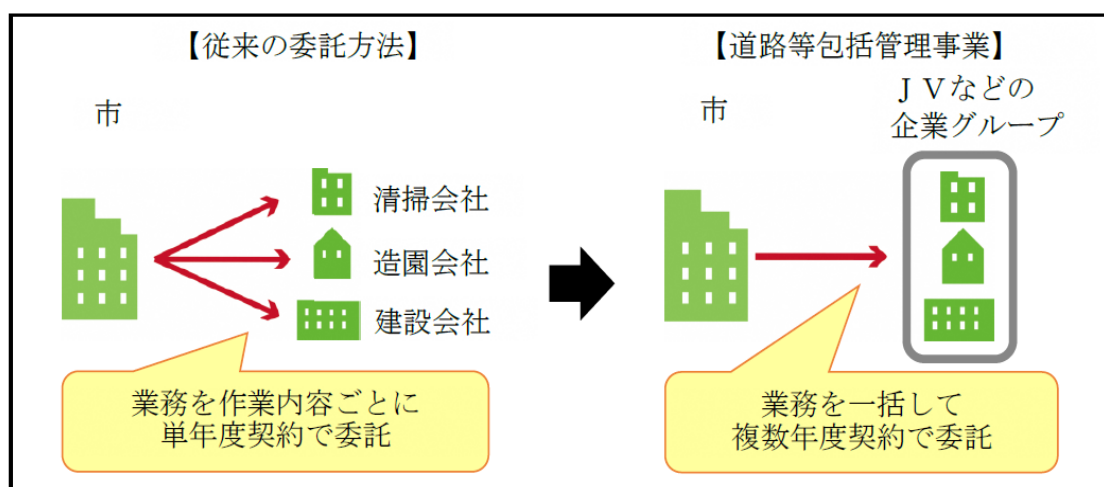 【従来の委託方法】
市
清掃会社
造園会社
建設会社
業務を作業内容ごとに
単年度契約で委託
【道路等包括管理事業】
市
ＪＶなどの
企業グループ
業務を一括して
複数年度契約で委託